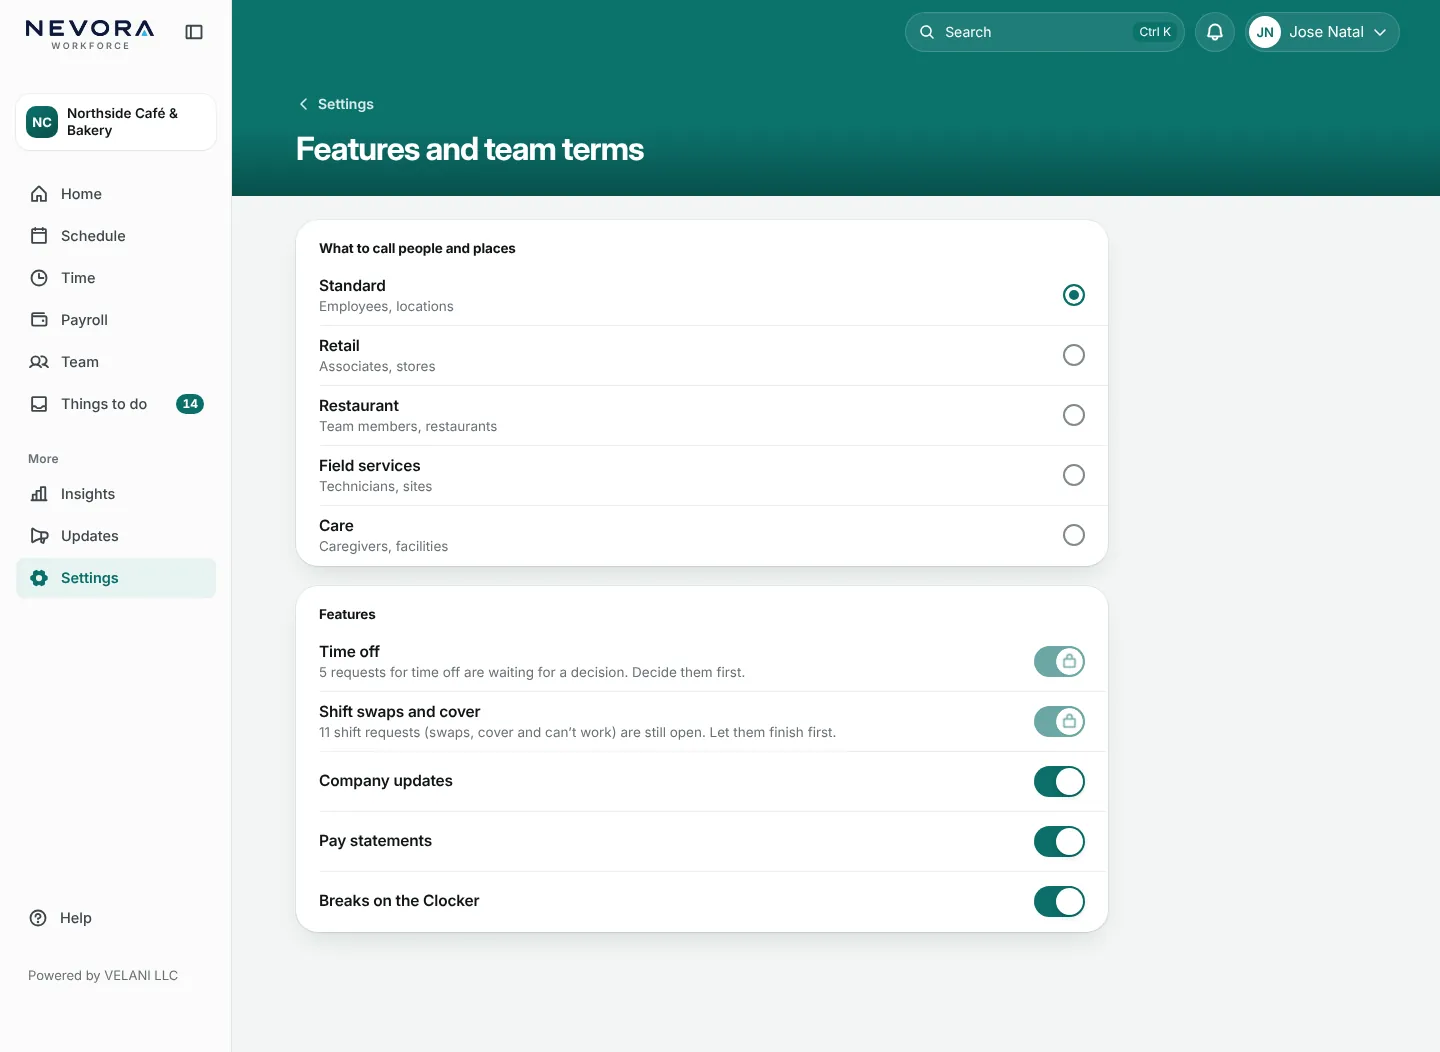 NEVORA
WORKFORCE
Search
Ctrl K
JN
Jose Natal
NC
Northside Café &
Bakery
Home
Schedule
Time
Payroll
Team
Things to do
14
More
Insights
Updates
Settings
Help
Powered by VELANI LLC
Settings
Features and team terms
What to call people and places
Standard
Employees, locations
Retail
Associates, stores
Restaurant
Team members, restaurants
Field services
Technicians, sites
Care
Caregivers, facilities
Features
Time off
5 requests for time off are waiting for a decision. Decide them first.
Shift swaps and cover
11 shift requests (swaps, cover and can’t work) are still open. Let them finish first.
Company updates
Pay statements
Breaks on the Clocker